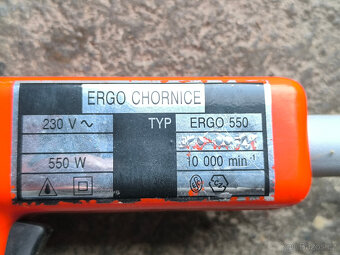 ERGO CHORNICE
230 V ~ TYP ERGO 550
550 W 10 000 min⁻¹